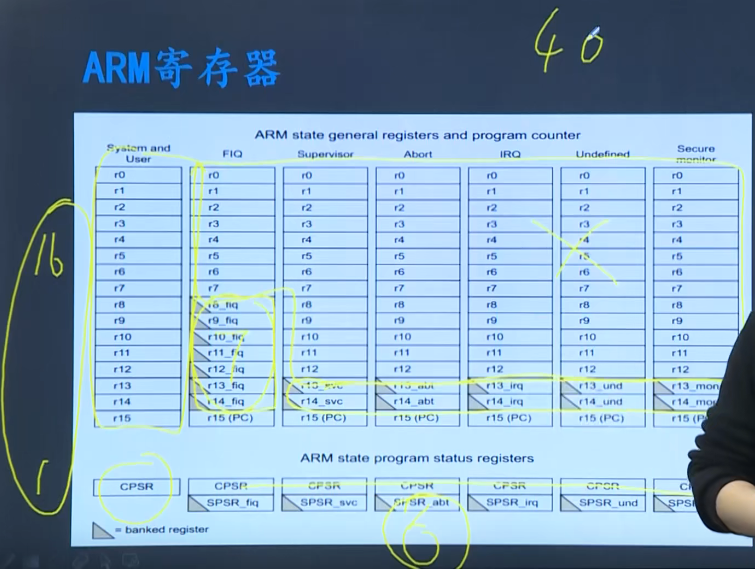 40
ARM寄存器
ARM state general registers and program counter
System and User FIQ Supervisor Abort IRQ Undefined Secure monitor
r0 r0 r0 r0 r0 r0 r0
r1 r1 r1 r1 r1 r1 r1
r2 r2 r2 r2 r2 r2 r2
r3 r3 r3 r3 r3 r3 r3
r4 r4 r4 r4 r4 r4 r4
r5 r5 r5 r5 r5 r5 r5
16
r6 r6 r6 r6 r6 r6 r6
r7 r7 r7 r7 r7 r7 r7
r8 r8_fiq r8 r8 r8 r8 r8
r9 r9_fiq r9 r9 r9 r9 r9
r10 r10_fiq r10 r10 r10 r10 r10
r11 r11_fiq r11 r11 r11 r11 r11
7
r12 r12_fiq r12 r12 r12 r12 r12
r13 r13_fiq r13_svc r13_abt r13_irq r13_und r13_mon
r14 r14_fiq r14_svc r14_abt r14_irq r14_und
r15 r15 (PC) r15 (PC) r15 (PC) r15 (PC) r15 (PC)
ARM state program status registers
1
CPSR CPSR CPSR CPSR CPSR CPSR
SPSR_fiq SPSR_svc SPSR_abt SPSR_irq SPSR_und
6
= banked register